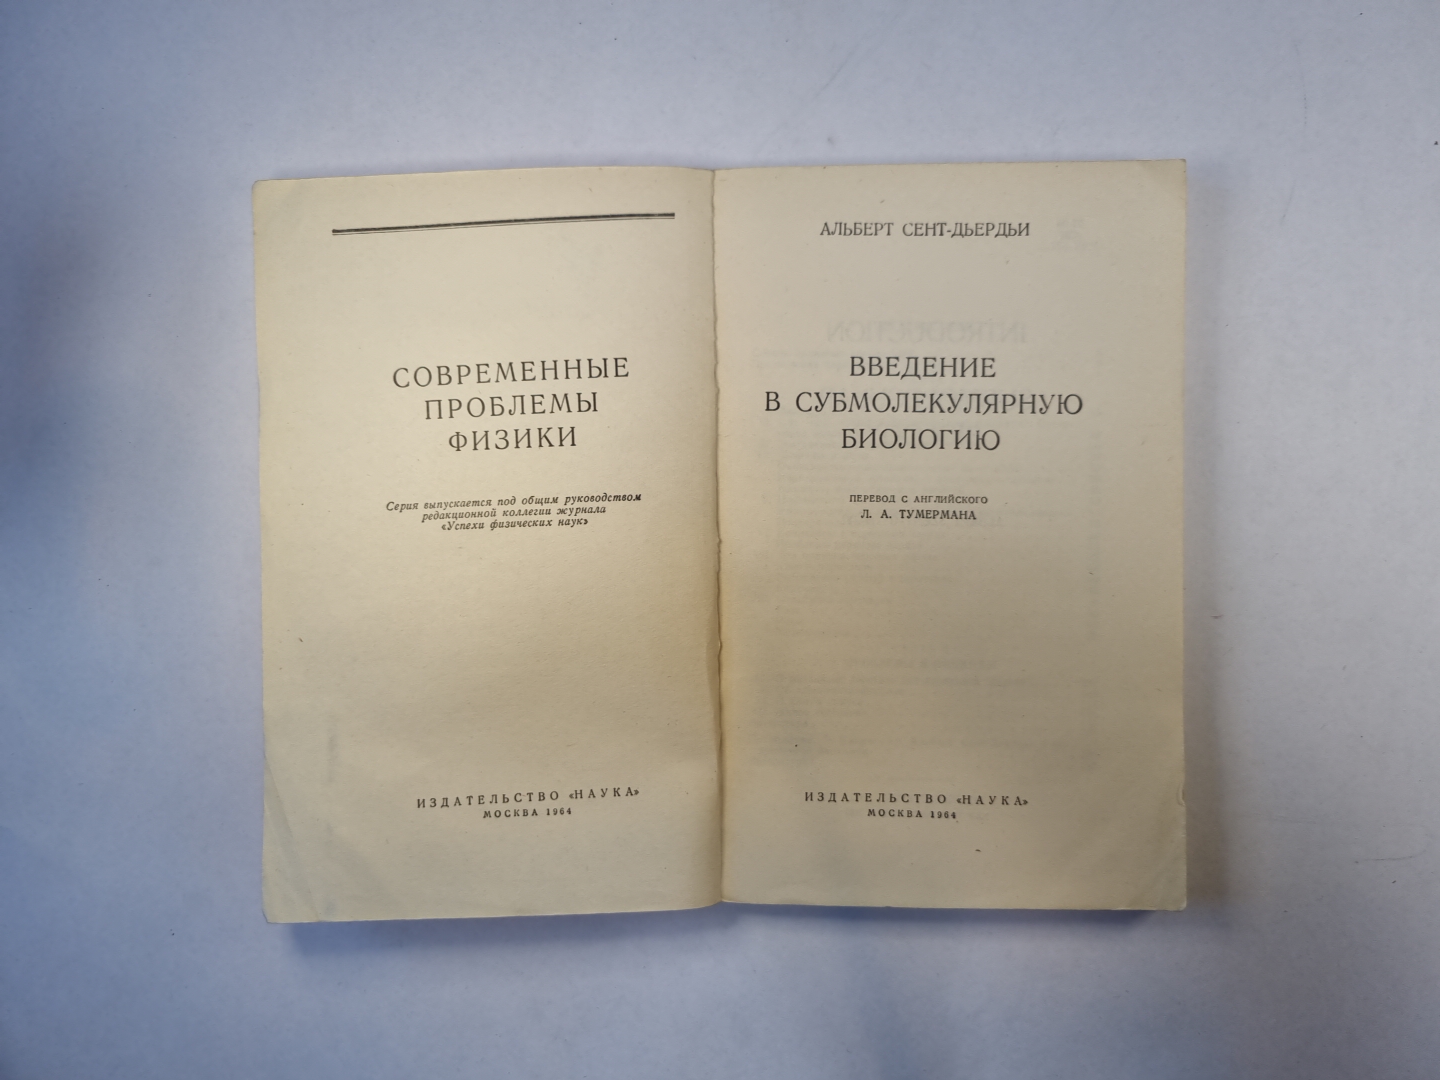 СОВРЕМЕННЫЕ
ПРОБЛЕМЫ
ФИЗИКИ
Серия выпускается под общим руководством
редакционной коллегии журнала
«Успехи физических наук»
ИЗДАТЕЛЬСТВО «НАУКА»
МОСКВА 1964
АЛЬБЕРТ СЕНТ-ДЬЕРДЬИ
ВВЕДЕНИЕ
В СУБМОЛЕКУЛЯРНУЮ
БИОЛОГИЮ
ПЕРЕВОД С АНГЛИЙСКОГО
Л. А. ТУМЕРМАНА
ИЗДАТЕЛЬСТВО «НАУКА»
МОСКВА 1964